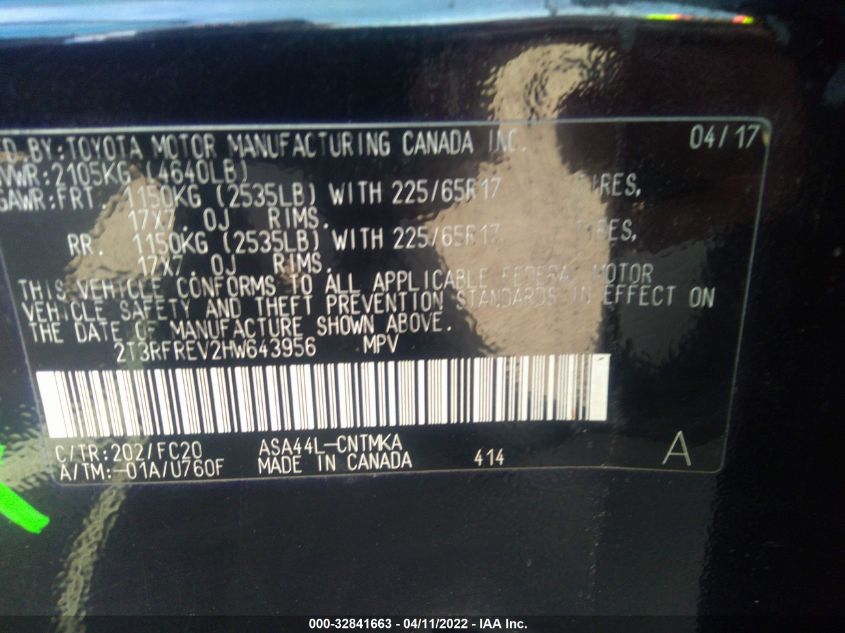 ED BY:TOYOTA MOTOR MANUFACTURING CANADA INC. 04/17
VWR:2105KG (4640LB)
GAWR:FRT. 1150KG (2535LB) WITH 225/65R17 TIRES,
17X7.0J RIMS.
RR. 1150KG (2535LB) WITH 225/65R17 TIRES,
17X7.0J RIMS.
THIS VEHICLE CONFORMS TO ALL APPLICABLE FEDERAL MOTOR
VEHICLE SAFETY AND THEFT PREVENTION STANDARDS IN EFFECT ON
THE DATE OF MANUFACTURE SHOWN ABOVE.
2T3RFREV2HW643956 MPV
C/TR:202/FC20 ASA44L-CNTMKA
A/TM:-01A/U760F MADE IN CANADA 414 A
000-32841663 - 04/11/2022 - IAA Inc.